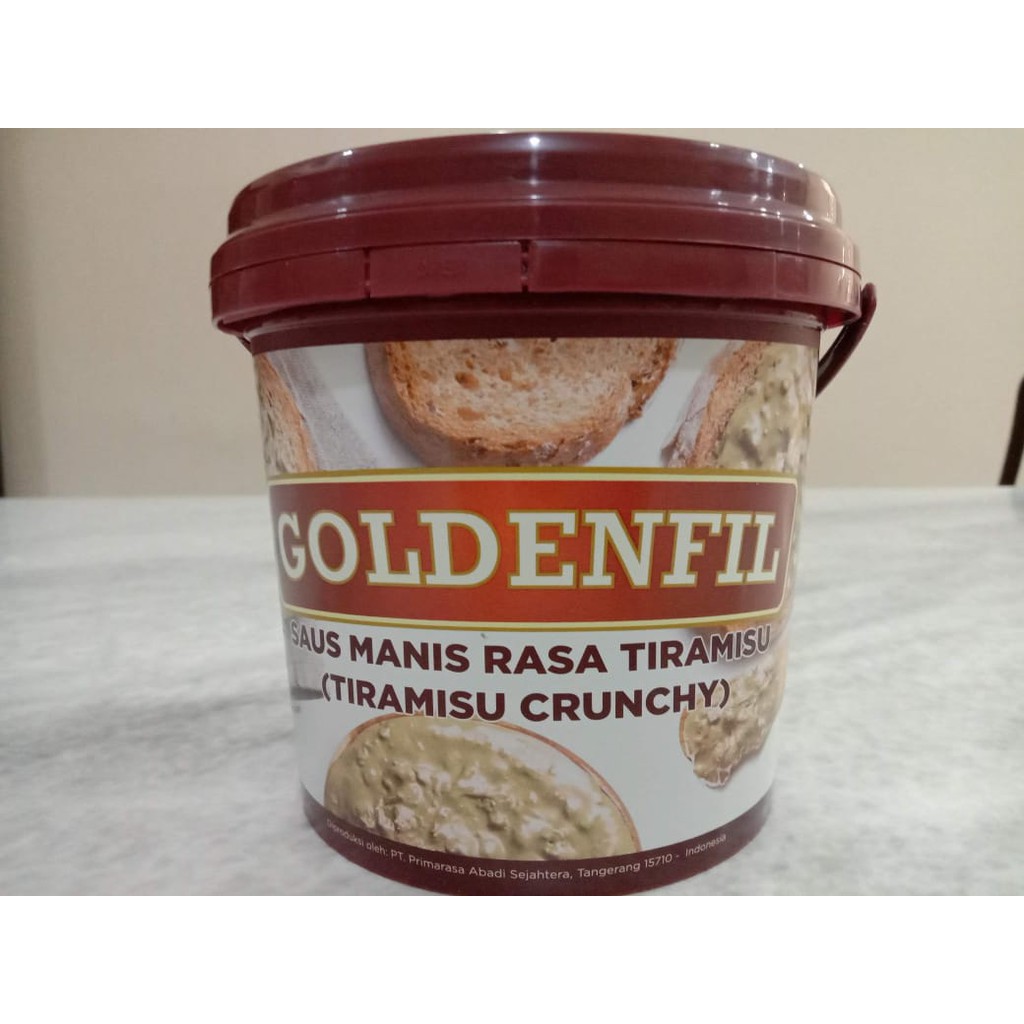 GOLDENFIL
SAUS MANIS RASA TIRAMISU
(TIRAMISU CRUNCHY)
Diproduksi oleh: PT. Primarasa Abadi Sejahtera, Tangerang 15710 - Indonesia